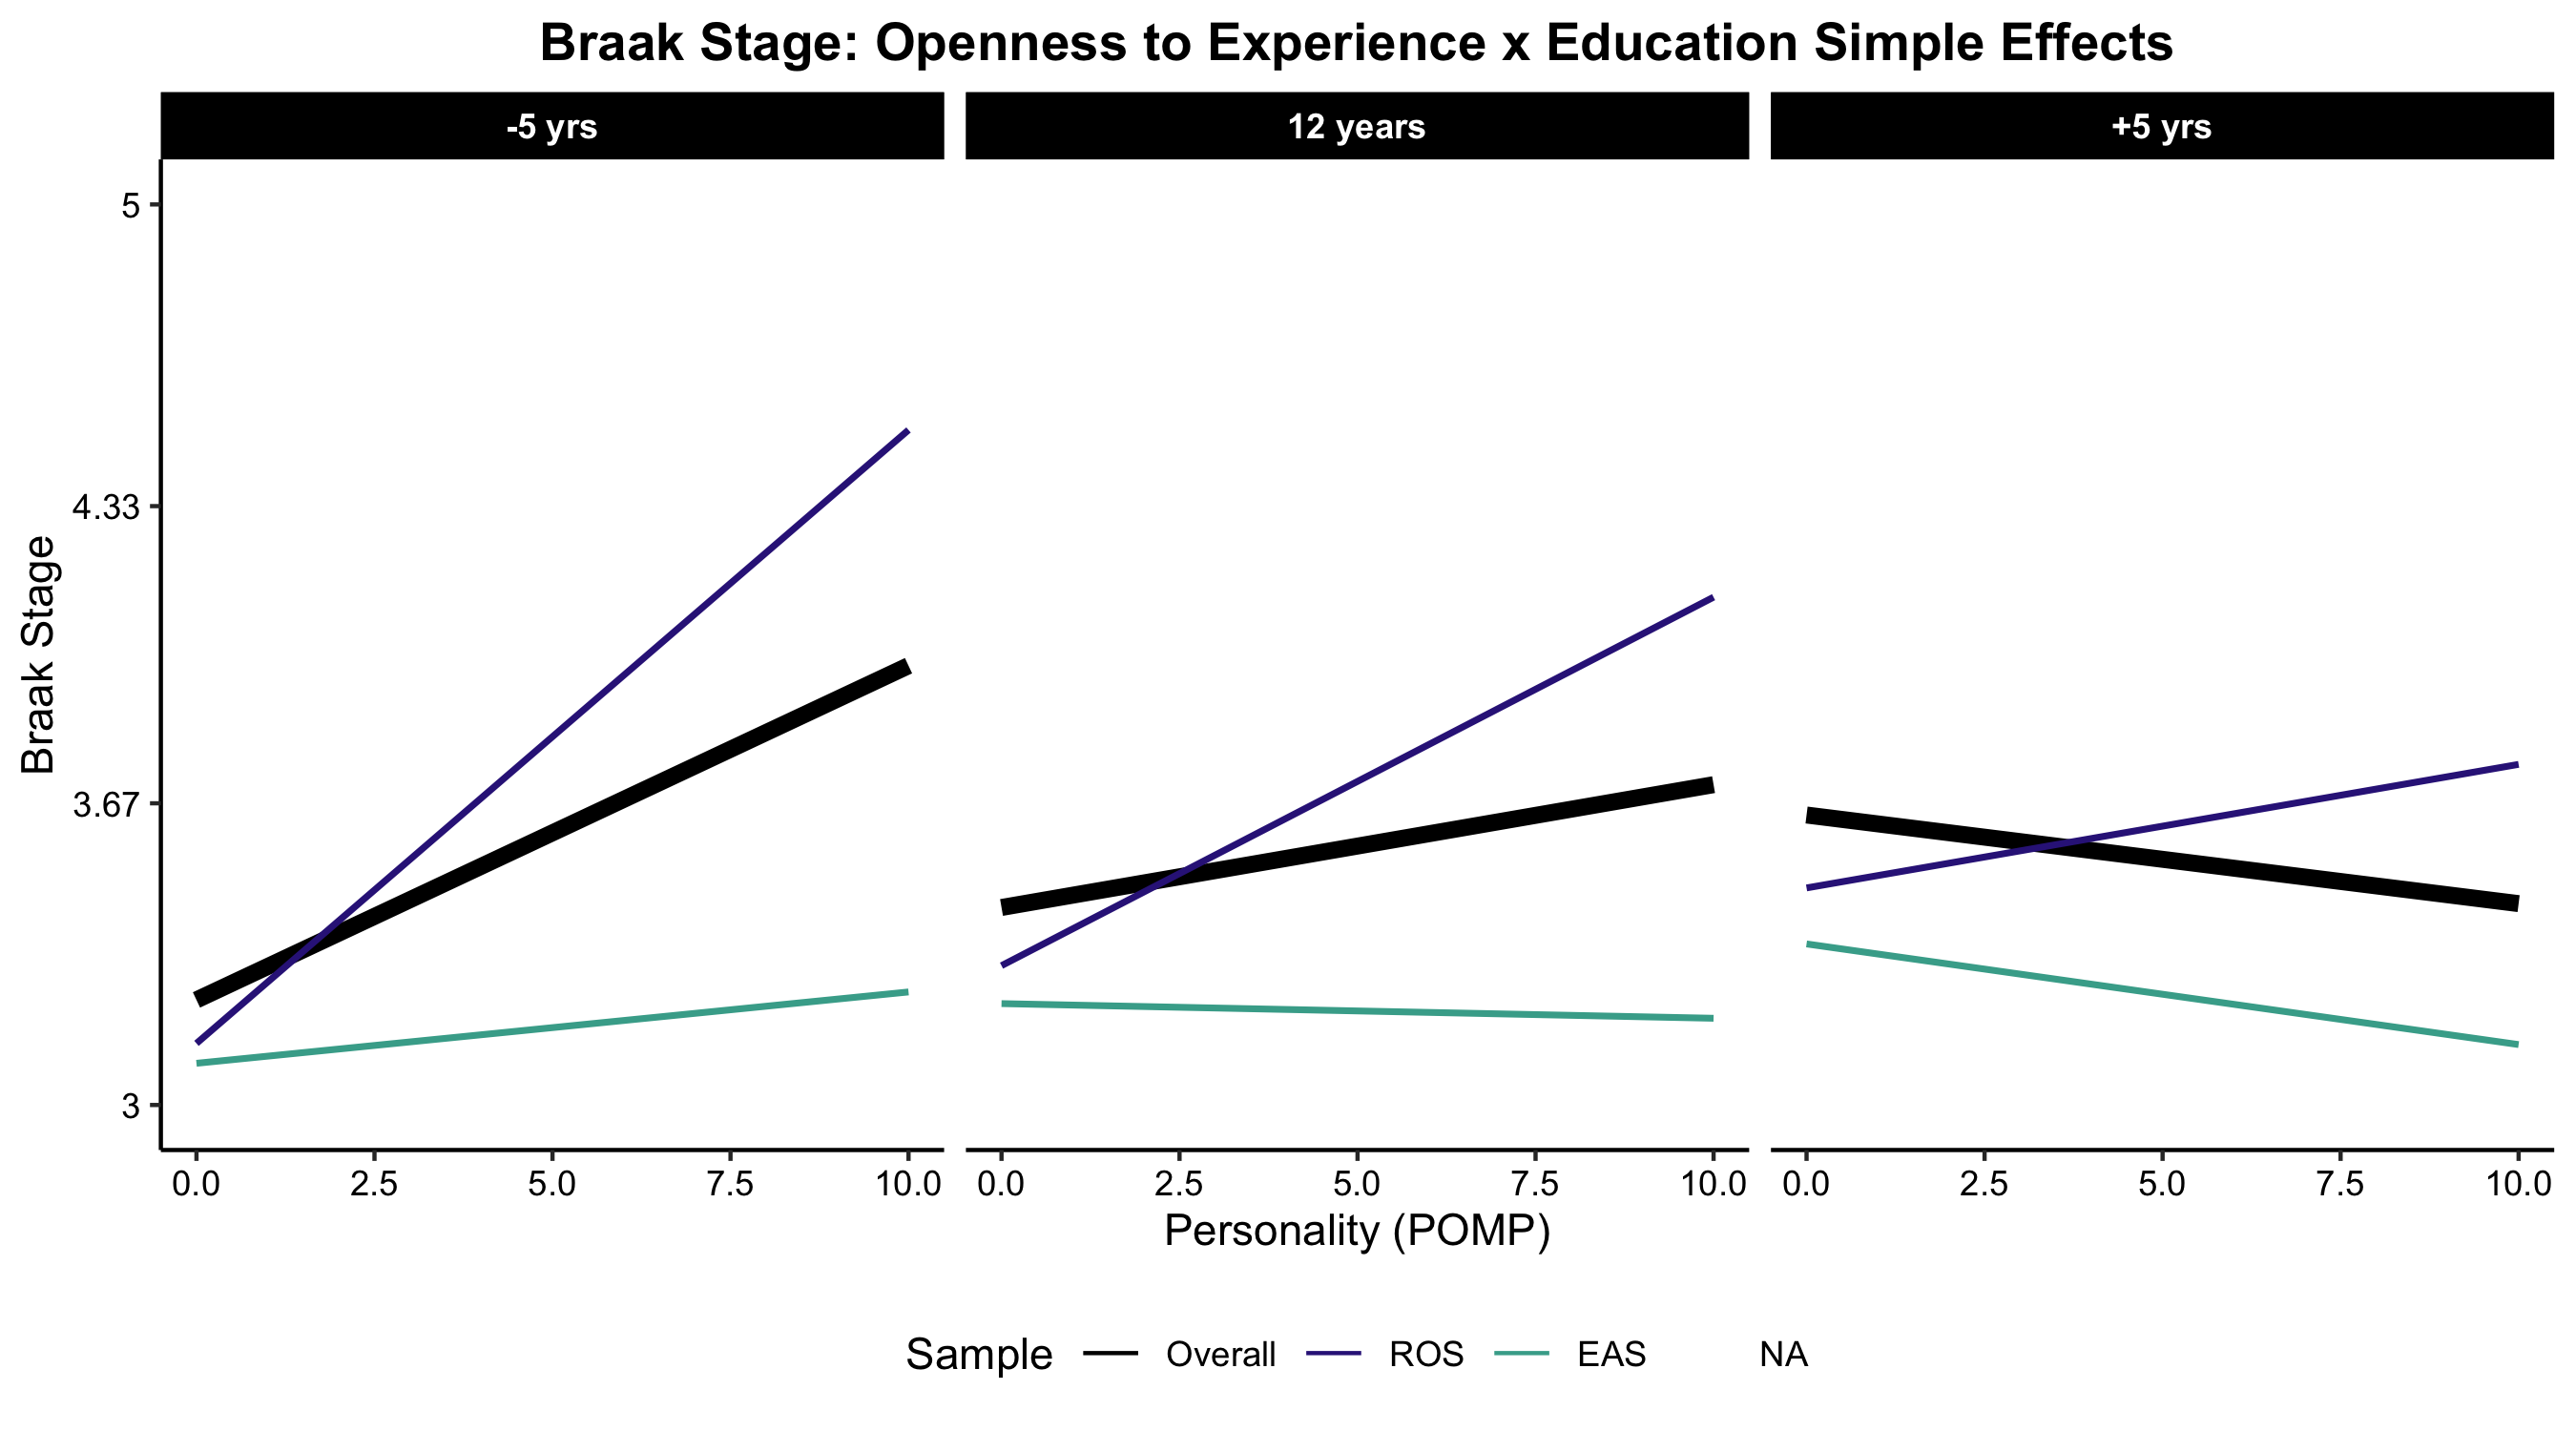 Braak Stage: Openness to Experience x Education Simple Effects
-5 yrs 12 years +5 yrs
5
4.33
3.67
3
Braak Stage
0.0 2.5 5.0 7.5 10.0 0.0 2.5 5.0 7.5 10.0 0.0 2.5 5.0 7.5 10.0
Personality (POMP)
Sample Overall ROS EAS NA